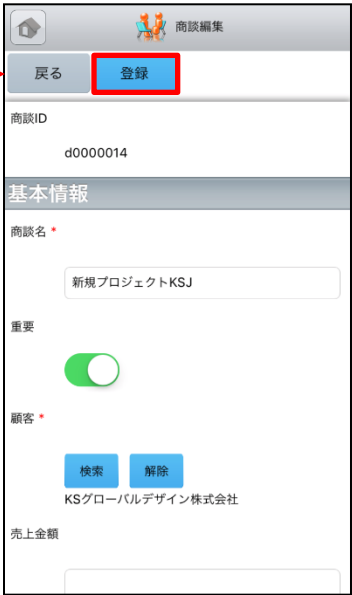 商談編集
戻る 登録
商談ID
d0000014
基本情報
商談名 *
新規プロジェクトKSJ
重要
顧客 *
検索 解除
KSグローバルデザイン株式会社
売上金額